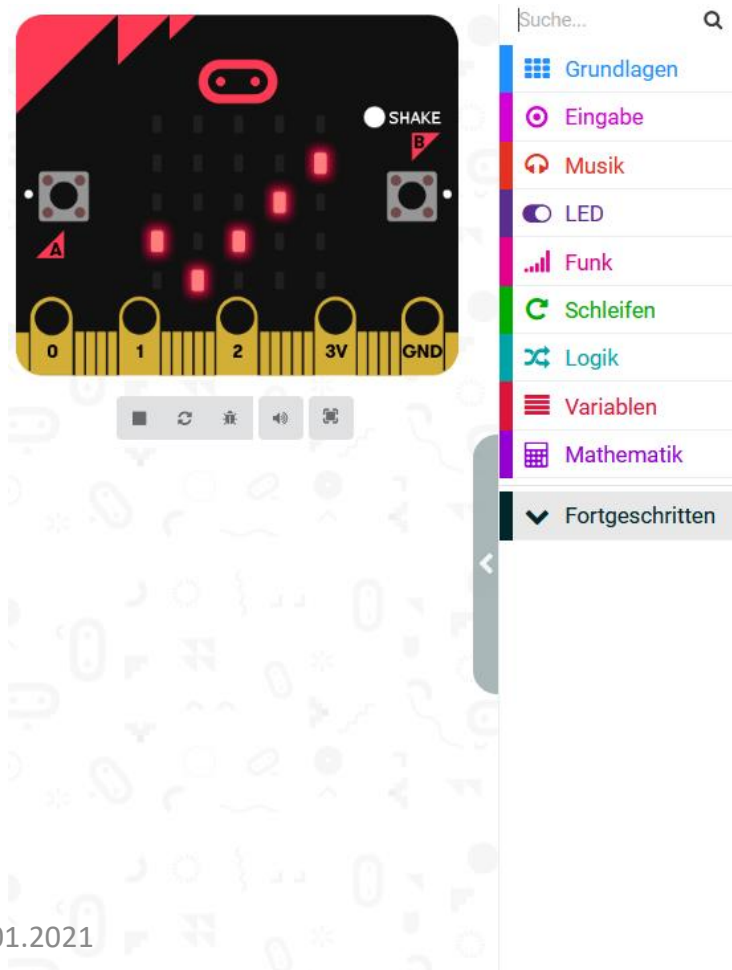 SHAKE
B
A
0 1 2 3V GND
Suche...
Grundlagen
Eingabe
Musik
LED
Funk
Schleifen
Logik
Variablen
Mathematik
Fortgeschritten
01.2021